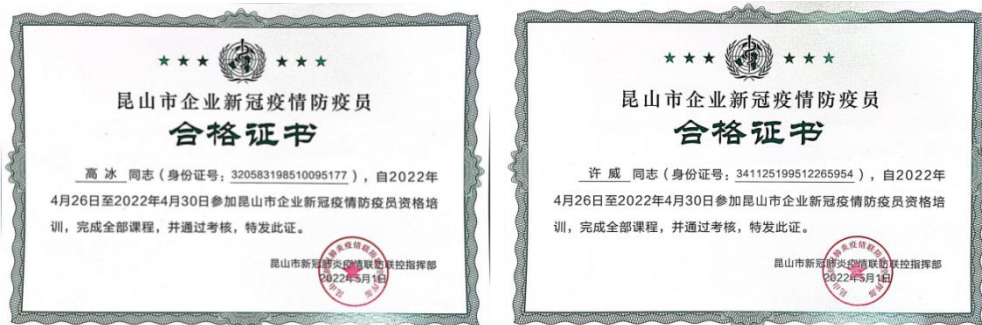 昆山市企业新冠疫情防疫员
合格证书
高冰 同志（身份证号：320583198510095177），自2022年
4月26日至2022年4月30日参加昆山市企业新冠疫情防疫员资格培
训，完成全部课程，并通过考核，特发此证。
昆山市新冠肺炎疫情联防联控指挥部
2022年5月1日
昆山市企业新冠疫情防疫员
合格证书
许威 同志（身份证号：341125199512265954），自2022年
4月26日至2022年4月30日参加昆山市企业新冠疫情防疫员资格培
训，完成全部课程，并通过考核，特发此证。
昆山市新冠肺炎疫情联防联控指挥部
2022年5月1日